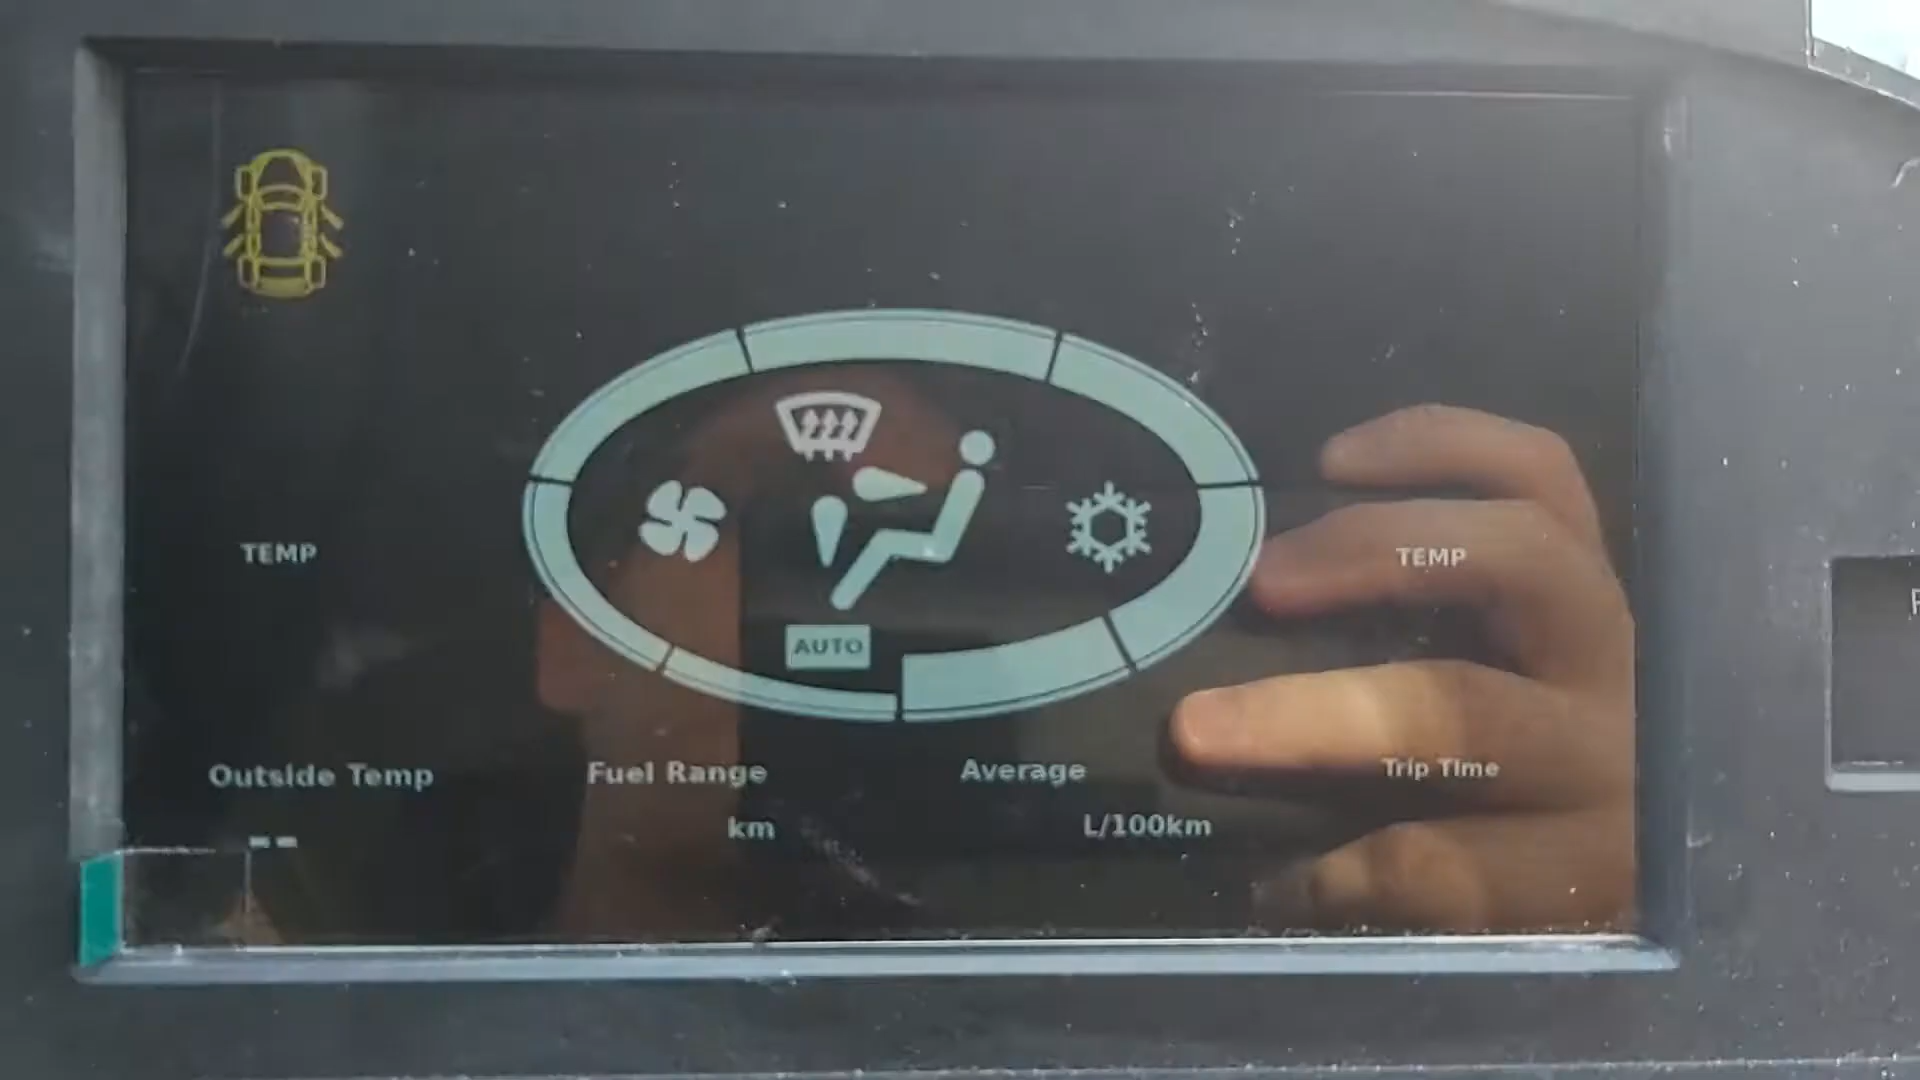 AUTO
TEMP
TEMP
Outside Temp
Fuel Range
Average
Trip Time
--
km
L/100km